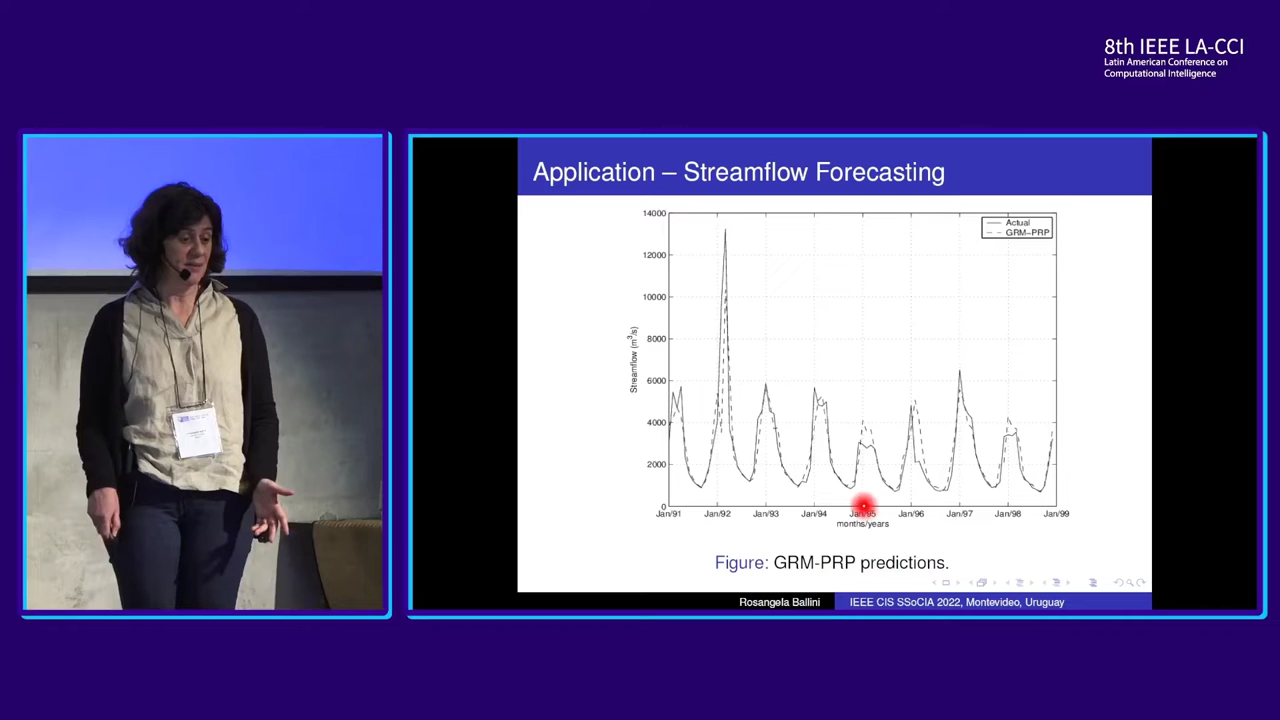 8th IEEE LA-CCI
Latin American Conference on
Computational Intelligence
Application – Streamflow Forecasting
14000
12000
10000
8000
6000
4000
2000
0
Streamflow (m³/s)
Actual
GRM-PRP
Jan/91 Jan/92 Jan/93 Jan/94 Jan/95 Jan/96 Jan/97 Jan/98 Jan/99
months/years
Figure: GRM-PRP predictions.
Rosangela Ballini
IEEE CIS SSoCIA 2022, Montevideo, Uruguay